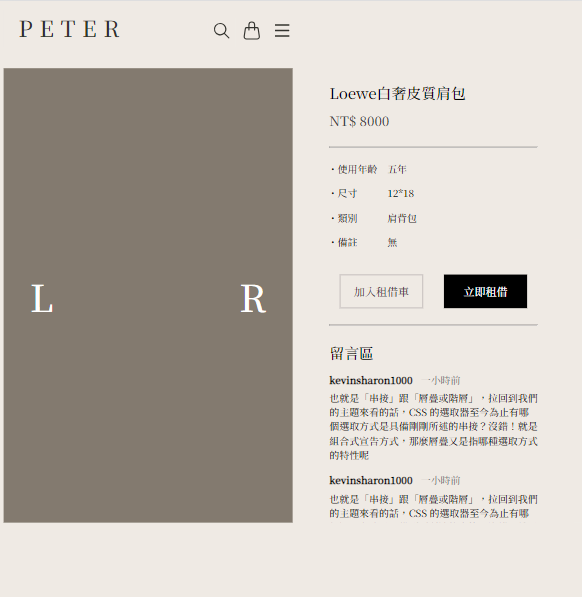 PETER
L
R
Loewe白奢皮質肩包
NT$ 8000
・使用年齡 五年
・尺寸 12*18
・類別 肩背包
・備註 無
加入租借車
立即租借
留言區
kevinsharon1000 一小時前
也就是「串接」跟「層疊或階層」，拉回到我們
的主題來看的話，CSS 的選取器至今為止有哪
個選取方式是具備剛剛所述的串接？沒錯！就是
組合式宣告方式，那麼層疊又是指哪種選取方式
的特性呢
kevinsharon1000 一小時前
也就是「串接」跟「層疊或階層」，拉回到我們
的主題來看的話，CSS 的選取器至今為止有哪